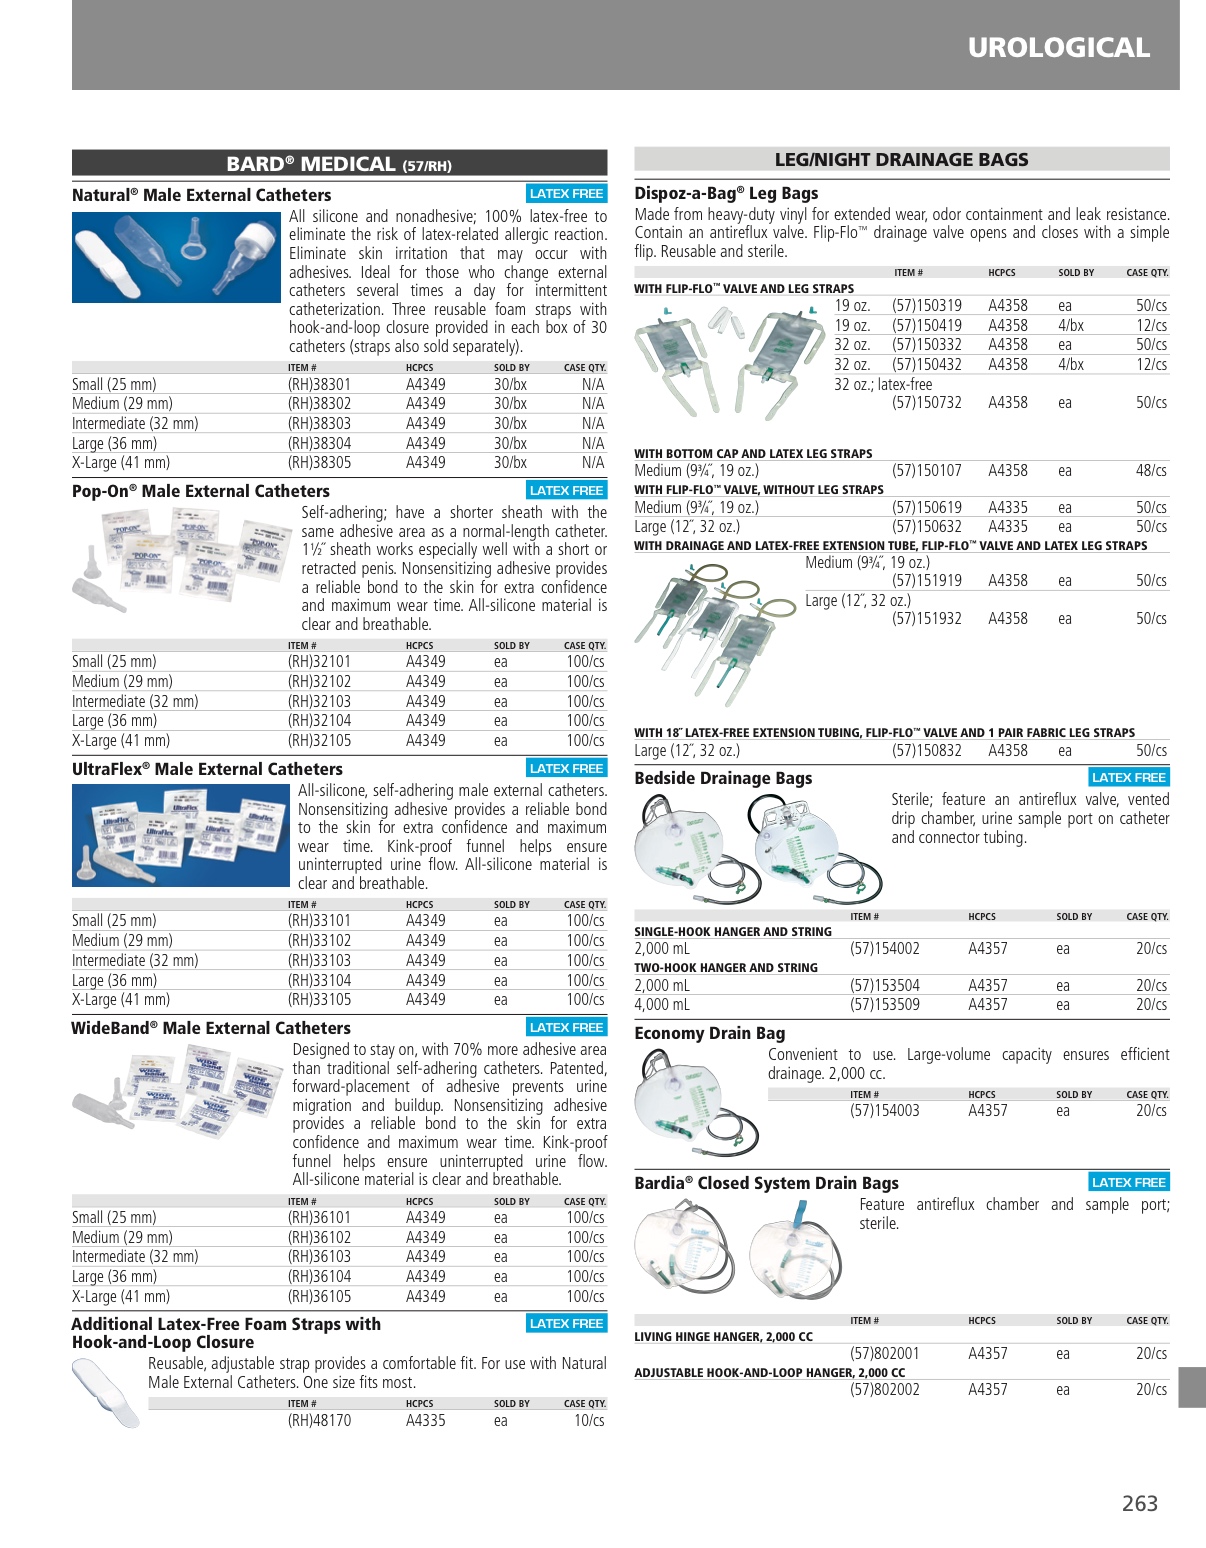 UROLOGICAL
BARD® MEDICAL (57/RH)
Natural® Male External Catheters
LATEX FREE
All silicone and nonadhesive; 100% latex-free to
eliminate the risk of latex-related allergic reaction.
Eliminate skin irritation that may occur with
adhesives. Ideal for those who change external
catheters several times a day for intermittent
catheterization. Three reusable foam straps with
hook-and-loop closure provided in each box of 30
catheters (straps also sold separately).
ITEM # HCPCS SOLD BY CASE QTY.
Small (25 mm) (RH)38301 A4349 30/bx N/A
Medium (29 mm) (RH)38302 A4349 30/bx N/A
Intermediate (32 mm) (RH)38303 A4349 30/bx N/A
Large (36 mm) (RH)38304 A4349 30/bx N/A
X-Large (41 mm) (RH)38305 A4349 30/bx N/A
Pop-On® Male External Catheters
LATEX FREE
Self-adhering; have a shorter sheath with the
same adhesive area as a normal-length catheter.
1½˝ sheath works especially well with a short or
retracted penis. Nonsensitizing adhesive provides
a reliable bond to the skin for extra confidence
and maximum wear time. All-silicone material is
clear and breathable.
ITEM # HCPCS SOLD BY CASE QTY.
Small (25 mm) (RH)32101 A4349 ea 100/cs
Medium (29 mm) (RH)32102 A4349 ea 100/cs
Intermediate (32 mm) (RH)32103 A4349 ea 100/cs
Large (36 mm) (RH)32104 A4349 ea 100/cs
X-Large (41 mm) (RH)32105 A4349 ea 100/cs
UltraFlex® Male External Catheters
LATEX FREE
All-silicone, self-adhering male external catheters.
Nonsensitizing adhesive provides a reliable bond
to the skin for extra confidence and maximum
wear time. Kink-proof funnel helps ensure
uninterrupted urine flow. All-silicone material is
clear and breathable.
ITEM # HCPCS SOLD BY CASE QTY.
Small (25 mm) (RH)33101 A4349 ea 100/cs
Medium (29 mm) (RH)33102 A4349 ea 100/cs
Intermediate (32 mm) (RH)33103 A4349 ea 100/cs
Large (36 mm) (RH)33104 A4349 ea 100/cs
X-Large (41 mm) (RH)33105 A4349 ea 100/cs
WideBand® Male External Catheters
LATEX FREE
Designed to stay on, with 70% more adhesive area
than traditional self-adhering catheters. Patented,
forward-placement of adhesive prevents urine
migration and buildup. Nonsensitizing adhesive
provides a reliable bond to the skin for extra
confidence and maximum wear time. Kink-proof
funnel helps ensure uninterrupted urine flow.
All-silicone material is clear and breathable.
ITEM # HCPCS SOLD BY CASE QTY.
Small (25 mm) (RH)36101 A4349 ea 100/cs
Medium (29 mm) (RH)36102 A4349 ea 100/cs
Intermediate (32 mm) (RH)36103 A4349 ea 100/cs
Large (36 mm) (RH)36104 A4349 ea 100/cs
X-Large (41 mm) (RH)36105 A4349 ea 100/cs
Additional Latex-Free Foam Straps with
Hook-and-Loop Closure
LATEX FREE
Reusable, adjustable strap provides a comfortable fit. For use with Natural
Male External Catheters. One size fits most.
ITEM # HCPCS SOLD BY CASE QTY.
(RH)48170 A4335 ea 10/cs
LEG/NIGHT DRAINAGE BAGS
Dispoz-a-Bag® Leg Bags
Made from heavy-duty vinyl for extended wear, odor containment and leak resistance.
Contain an antireflux valve. Flip-Flo™ drainage valve opens and closes with a simple
flip. Reusable and sterile.
ITEM # HCPCS SOLD BY CASE QTY.
WITH FLIP-FLO™ VALVE AND LEG STRAPS
19 oz. (57)150319 A4358 ea 50/cs
19 oz. (57)150419 A4358 4/bx 12/cs
32 oz. (57)150332 A4358 ea 50/cs
32 oz. (57)150432 A4358 4/bx 12/cs
32 oz.; latex-free
(57)150732 A4358 ea 50/cs
WITH BOTTOM CAP AND LATEX LEG STRAPS
Medium (9¾˝, 19 oz.) (57)150107 A4358 ea 48/cs
WITH FLIP-FLO™ VALVE, WITHOUT LEG STRAPS
Medium (9¾˝, 19 oz.) (57)150619 A4335 ea 50/cs
Large (12˝, 32 oz.) (57)150632 A4335 ea 50/cs
WITH DRAINAGE AND LATEX-FREE EXTENSION TUBE, FLIP-FLO™ VALVE AND LATEX LEG STRAPS
Medium (9¾˝, 19 oz.)
(57)151919 A4358 ea 50/cs
Large (12˝, 32 oz.)
(57)151932 A4358 ea 50/cs
WITH 18˝ LATEX-FREE EXTENSION TUBING, FLIP-FLO™ VALVE AND 1 PAIR FABRIC LEG STRAPS
Large (12˝, 32 oz.) (57)150832 A4358 ea 50/cs
Bedside Drainage Bags
LATEX FREE
Sterile; feature an antireflux valve, vented
drip chamber, urine sample port on catheter
and connector tubing.
ITEM # HCPCS SOLD BY CASE QTY.
SINGLE-HOOK HANGER AND STRING
2,000 mL (57)154002 A4357 ea 20/cs
TWO-HOOK HANGER AND STRING
2,000 mL (57)153504 A4357 ea 20/cs
4,000 mL (57)153509 A4357 ea 20/cs
Economy Drain Bag
Convenient to use. Large-volume capacity ensures efficient
drainage. 2,000 cc.
ITEM # HCPCS SOLD BY CASE QTY.
(57)154003 A4357 ea 20/cs
Bardia® Closed System Drain Bags
LATEX FREE
Feature antireflux chamber and sample port;
sterile.
ITEM # HCPCS SOLD BY CASE QTY.
LIVING HINGE HANGER, 2,000 CC
(57)802001 A4357 ea 20/cs
ADJUSTABLE HOOK-AND-LOOP HANGER, 2,000 CC
(57)802002 A4357 ea 20/cs
263